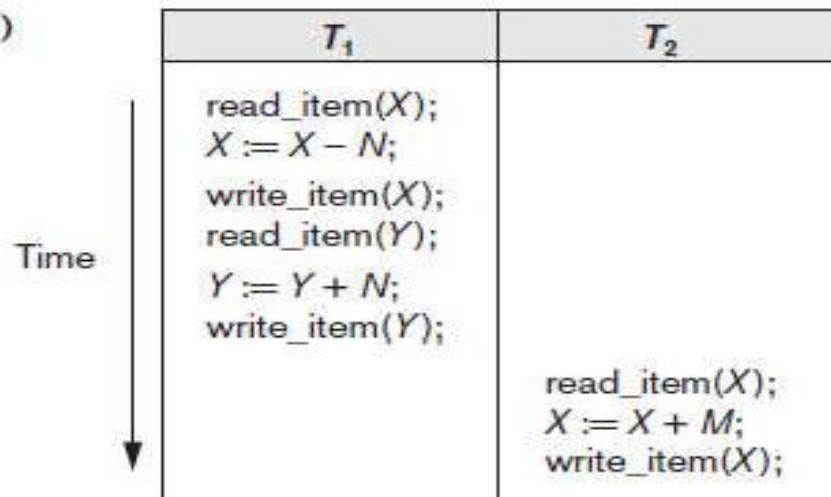 )
T₁ T₂
read_item(X);
X := X – N;
write_item(X);
read_item(Y);
Time
Y := Y + N;
write_item(Y);
read_item(X);
X := X + M;
write_item(X);